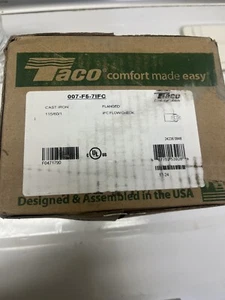 Taco comfort made easy
007-F5-7IFC
CAST IRON FLANGED
115/60/1 IFC FLOWCHECK
Designed & Assembled in the USA